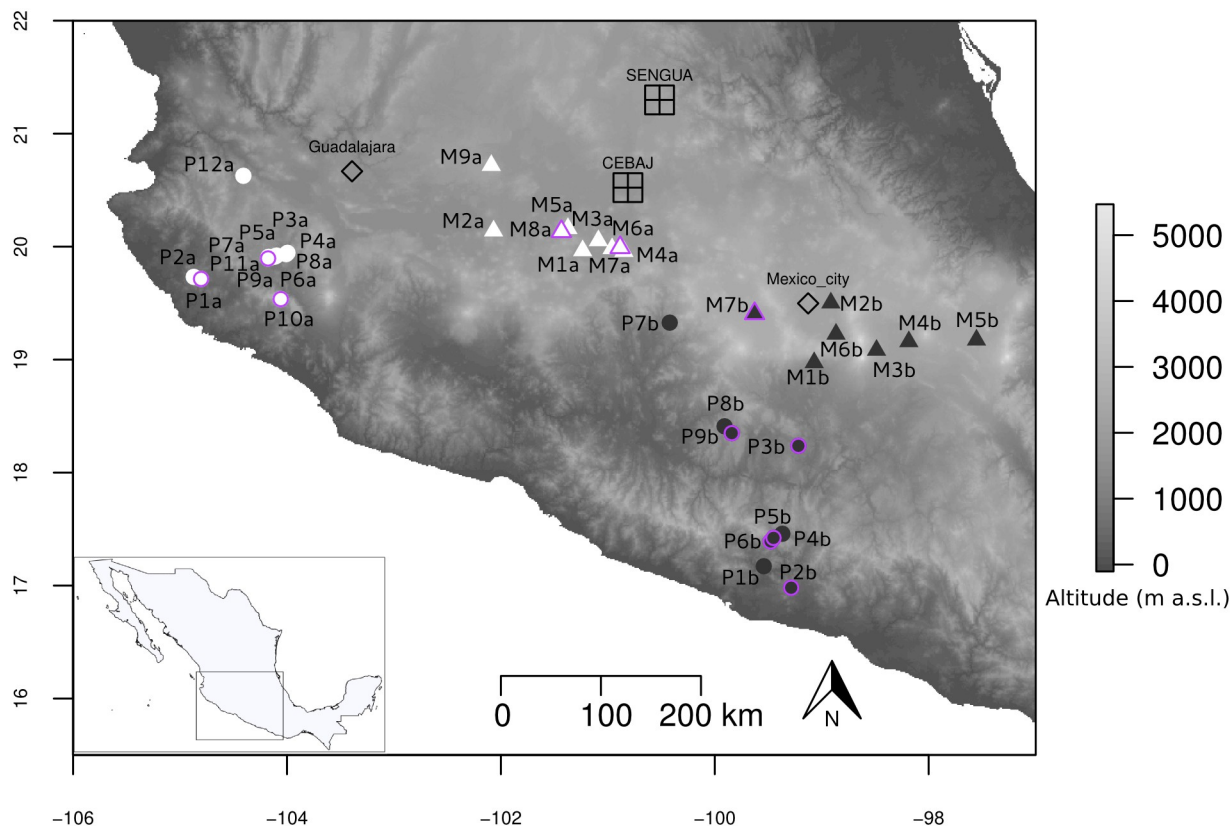 22
21
20
19
18
17
16
SENGUA
Guadalajara
M9a
CEBAJ
P12a
M5a
P3a
M2a
M8a
M3a
M6a
P5a
P4a
P7a
M1a
M7a
M4a
P2a
P11a
P8a
P9a
P6a
P1a
P10a
Mexico_city
M7b
M2b
P7b
M6b
M4b
M5b
M3b
M1b
P8b
P9b
P3b
P5b
P6b
P4b
P1b
P2b
5000
4000
3000
2000
1000
0
Altitude (m a.s.l.)
0 100 200 km
N
−106 −104 −102 −100 −98